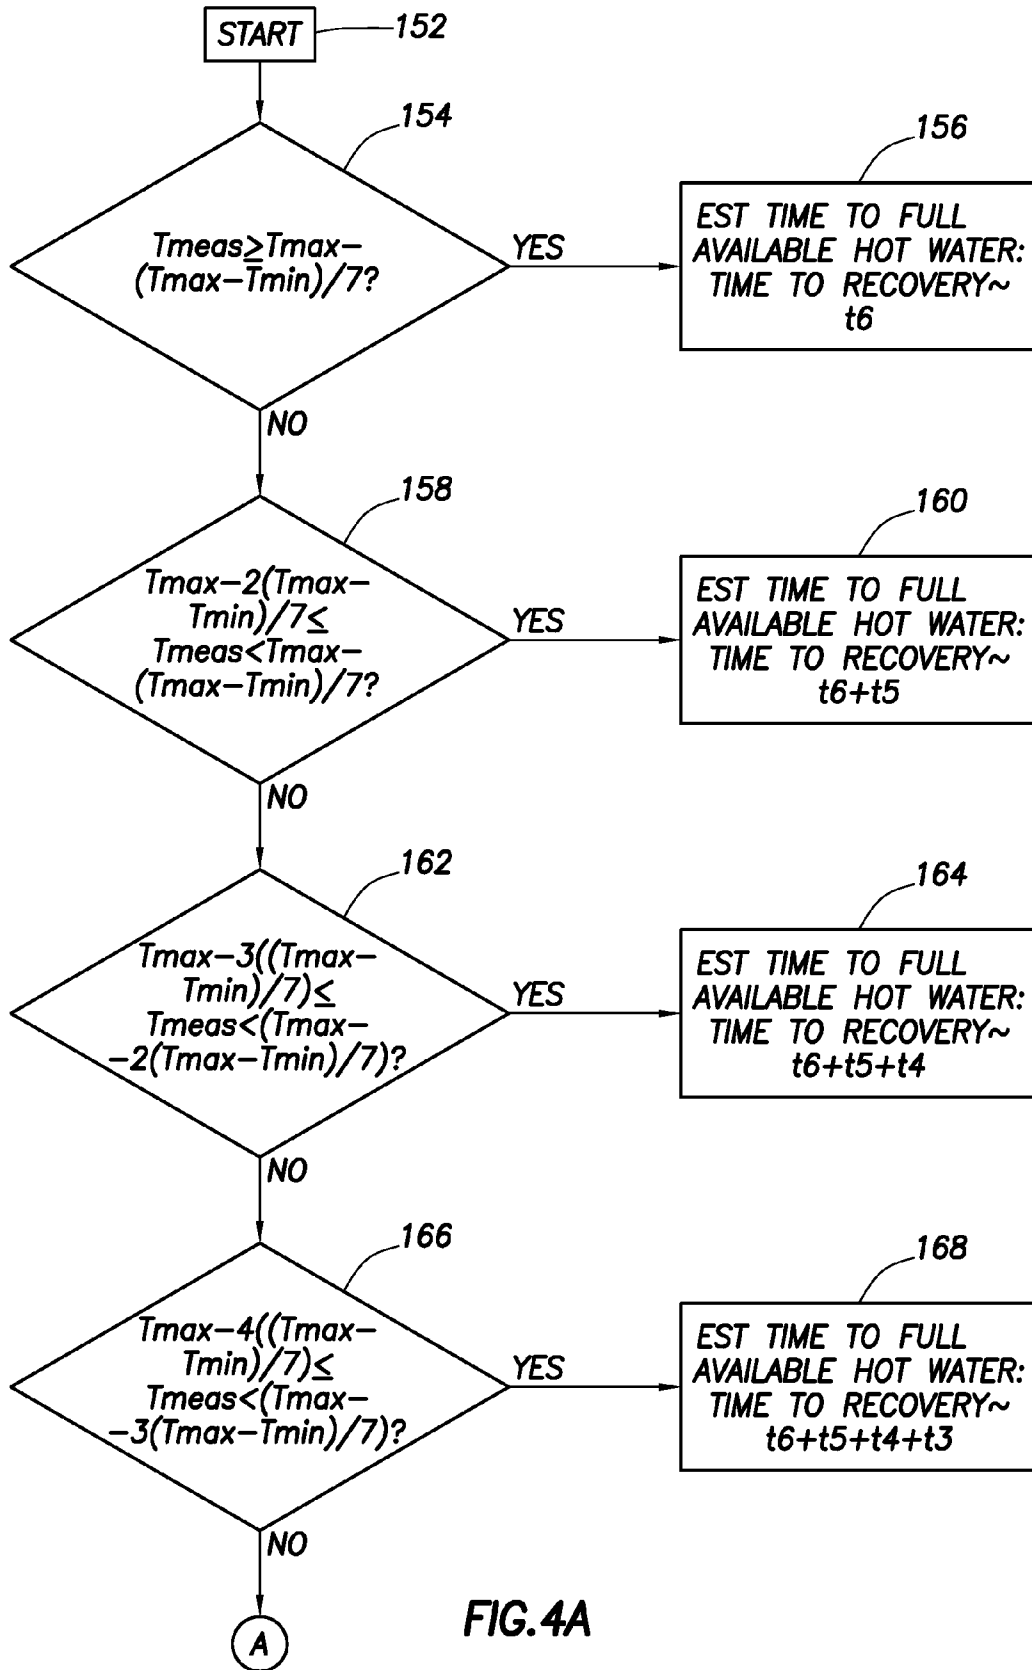 START
152
154
Tmeas≥Tmax−
(Tmax−Tmin)/7?
YES
156
EST TIME TO FULL
AVAILABLE HOT WATER:
TIME TO RECOVERY~
t6
NO
158
Tmax−2(Tmax−
Tmin)/7≤
Tmeas<Tmax−
(Tmax−Tmin)/7?
YES
160
EST TIME TO FULL
AVAILABLE HOT WATER:
TIME TO RECOVERY~
t6+t5
NO
162
Tmax−3((Tmax−
Tmin)/7)≤
Tmeas<(Tmax−
−2(Tmax−Tmin)/7)?
YES
164
EST TIME TO FULL
AVAILABLE HOT WATER:
TIME TO RECOVERY~
t6+t5+t4
NO
166
Tmax−4((Tmax−
Tmin)/7)≤
Tmeas<(Tmax−
−3(Tmax−Tmin)/7)?
YES
168
EST TIME TO FULL
AVAILABLE HOT WATER:
TIME TO RECOVERY~
t6+t5+t4+t3
NO
A
FIG.4A